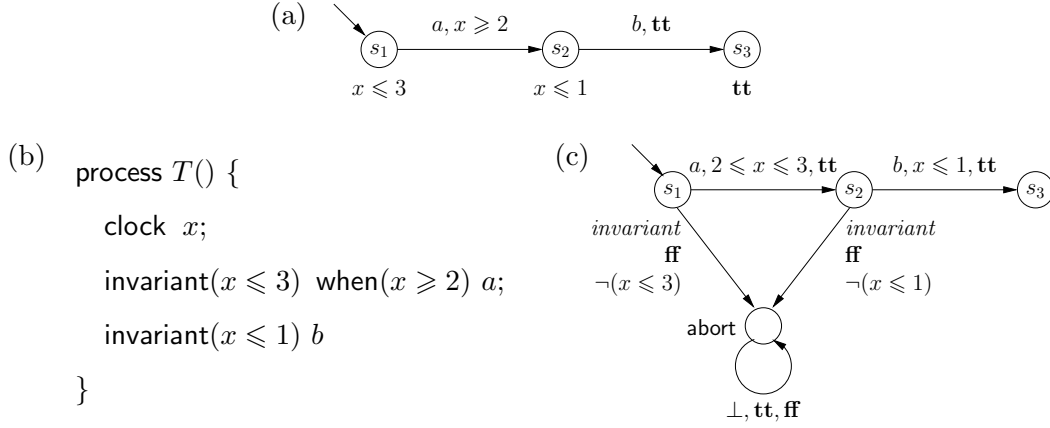 (a)
a, x ⩾ 2
b, tt
s₁
s₂
s₃
x ⩽ 3
x ⩽ 1
tt
(b)
process T() {
clock x;
invariant(x ⩽ 3) when(x ⩾ 2) a;
invariant(x ⩽ 1) b
}
(c)
a, 2 ⩽ x ⩽ 3, tt
b, x ⩽ 1, tt
s₁
s₂
s₃
invariant
ff
¬(x ⩽ 3)
invariant
ff
¬(x ⩽ 1)
abort
⊥, tt, ff